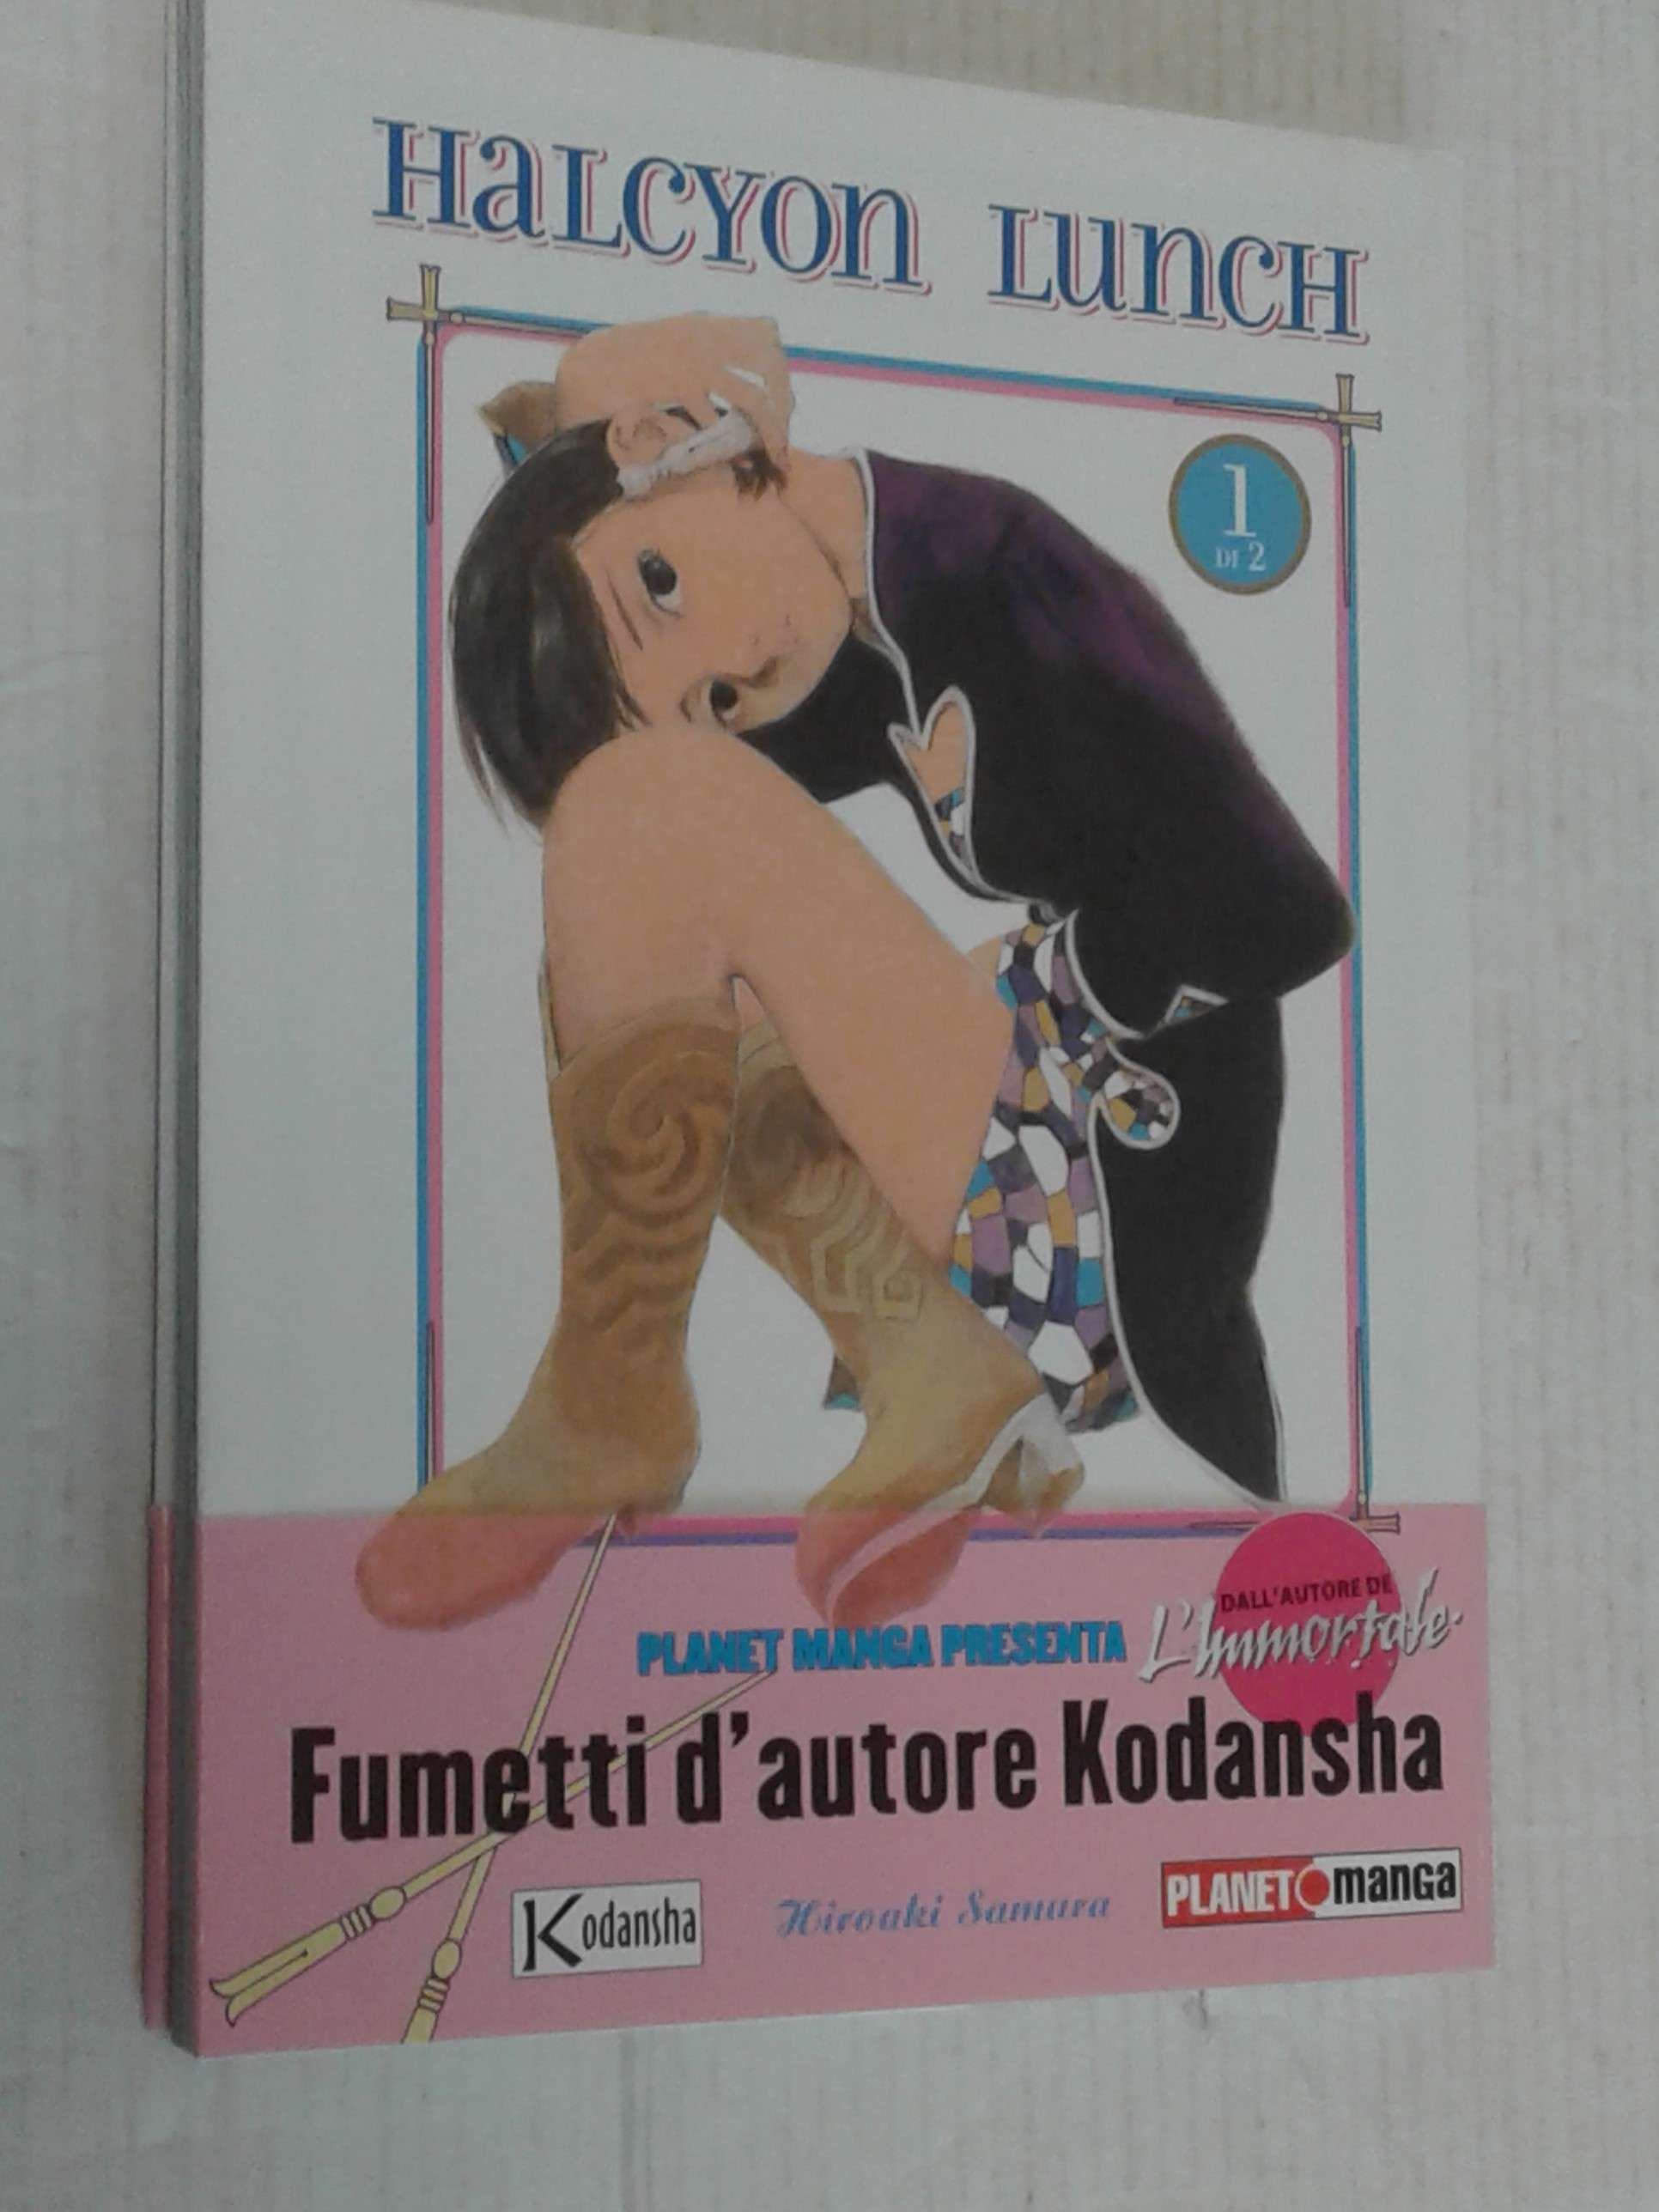 HALCYON LUNCH
1
DI 2
DALL'AUTORE DE
PLANET MANGA PRESENTA L'Immortale.
Fumetti d'autore Kodansha
Kodansha Hiroaki Samura PLANET manga